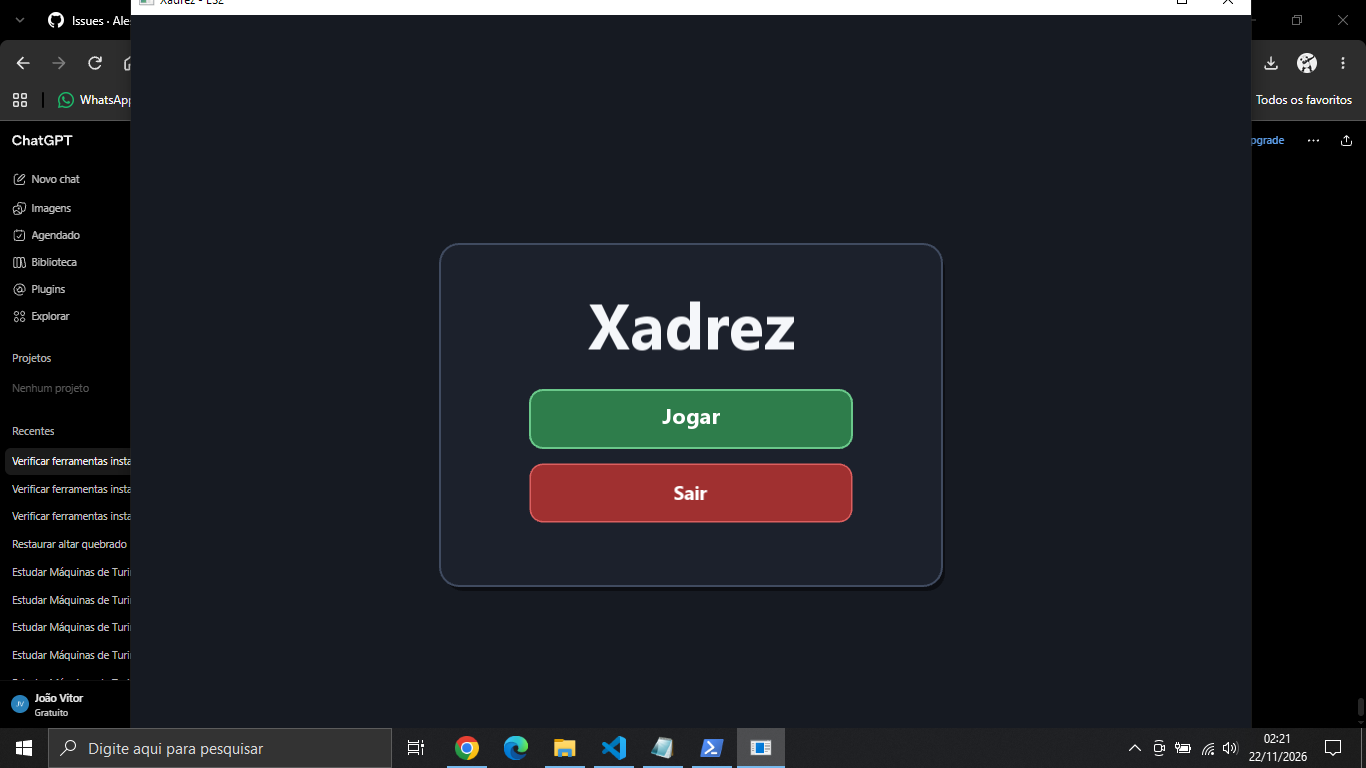 Xadrez - ES2
Issues · Ale
WhatsApp
Todos os favoritos
ChatGPT
pgrade
Novo chat
Imagens
Agendado
Biblioteca
Plugins
Explorar
Projetos
Nenhum projeto
Recentes
Verificar ferramentas insta
Verificar ferramentas insta
Verificar ferramentas insta
Restaurar altar quebrado
Estudar Máquinas de Turi
Estudar Máquinas de Turi
Estudar Máquinas de Turi
Estudar Máquinas de Turi
JV
João Vitor
Gratuito
Xadrez
Jogar
Sair
Digite aqui para pesquisar
02:21
22/11/2026